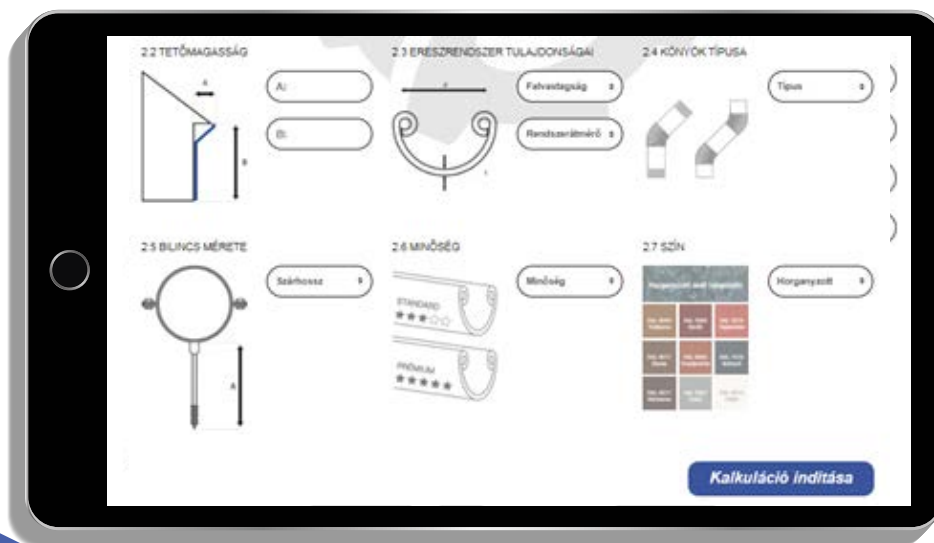 2.2 TETŐMAGASSÁG
A
B
A:
B:
2.3 ERESZRENDSZER TULAJDONSÁGAI
Falvastagság
Rendszerátmérő
2.4 KÖNYÖK TÍPUSA
Típus
2.5 BILINCS MÉRETE
A
Szárhossz
2.6 MINŐSÉG
STANDARD
PRÉMIUM
Minőség
2.7 SZÍN
Horganyzott
Kalkuláció indítása